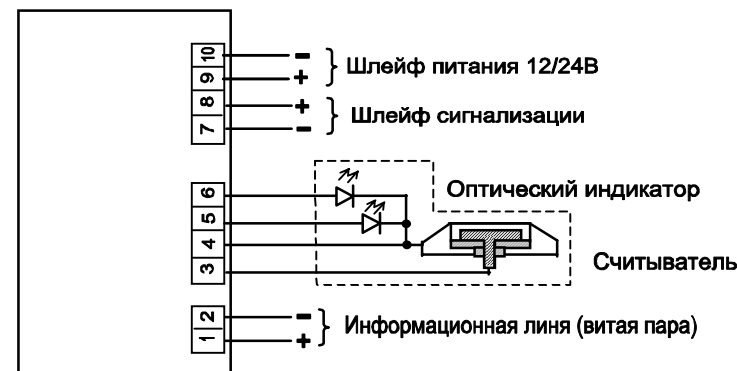 10 -
9 + Шлейф питания 12/24В
8 + Шлейф сигнализации
7 -
6
Оптический индикатор
5
4
3
Считыватель
2 -
Информационная линя (витая пара)
1 +